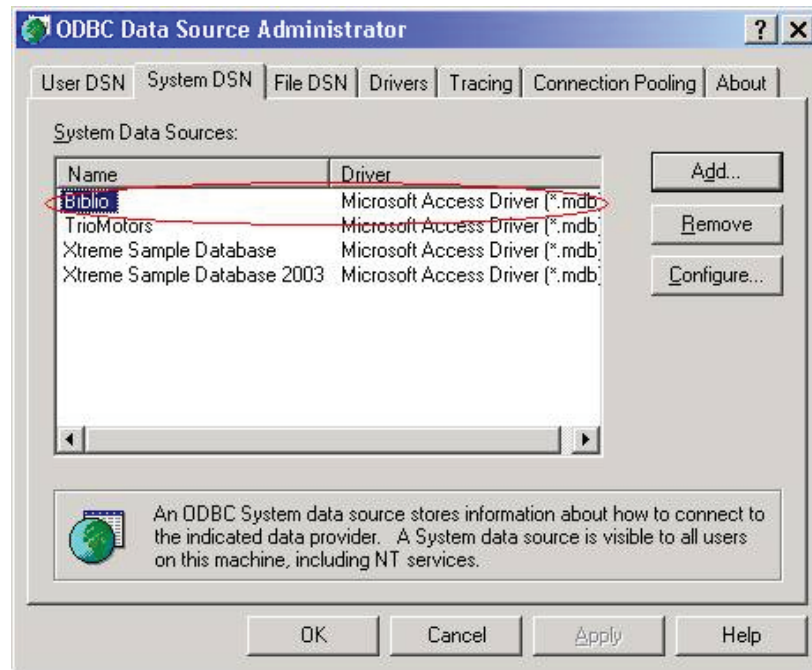 ODBC Data Source Administrator
User DSN System DSN File DSN Drivers Tracing Connection Pooling About
System Data Sources:
Name Driver
Biblio Microsoft Access Driver (*.mdb)
TrioMotors Microsoft Access Driver (*.mdb)
Xtreme Sample Database Microsoft Access Driver (*.mdb)
Xtreme Sample Database 2003 Microsoft Access Driver (*.mdb)
Add...
Remove
Configure...
An ODBC System data source stores information about how to connect to
the indicated data provider. A System data source is visible to all users
on this machine, including NT services.
OK Cancel Apply Help